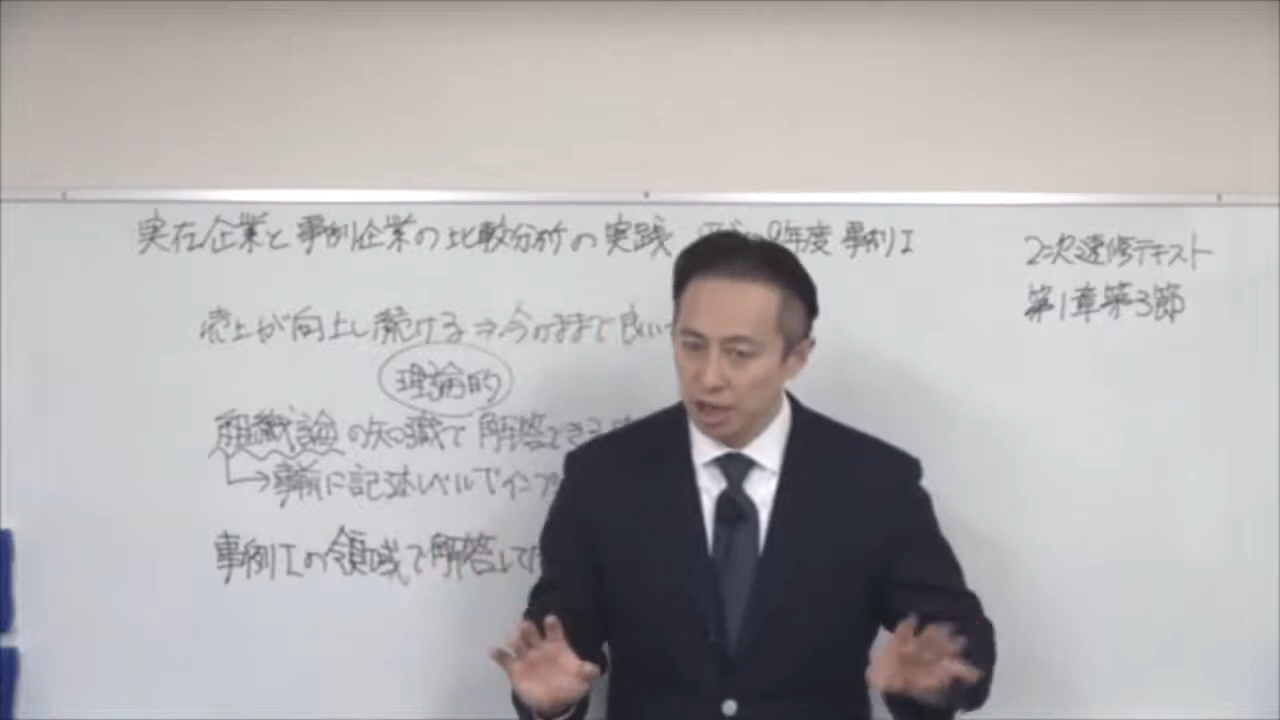 実在企業と事例企業の比較分析の実践 9年度 事例Ⅰ
2次速修テキスト
第1章第3節
売上が向上し続ける⇒今のままで良い
理論的
組織論の知識で解答できる
→事前に記述レベルでインプ
事例Ⅰの領域で解答して